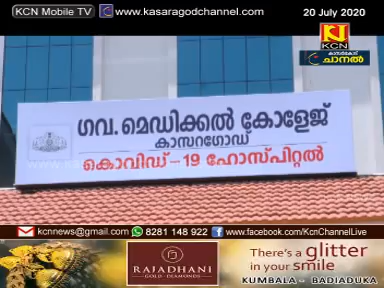 KCN Mobile TV www.kasaragodchannel.com 20 July 2020
KCN
കാസർകോട്
ചാനൽ
ഗവ. മെഡിക്കൽ കോളേജ്
കാസറഗോഡ്
കൊവിഡ് - 19 ഹോസ്പിറ്റൽ
kcnnews@gmail.com 8281 148 922 www.facebook.com/KcnChannelLive
RAJADHANI
GOLD & DIAMONDS
There's a glitter
in your smile
KUMBALA - BADIADUKA